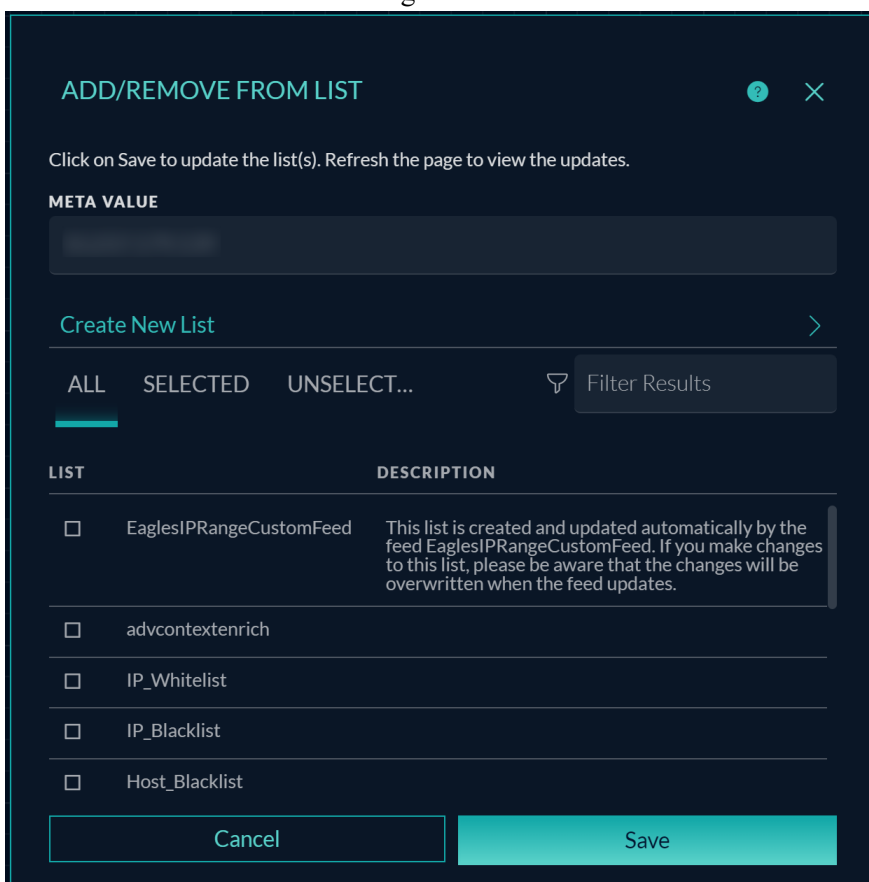 ADD/REMOVE FROM LIST
?
Click on Save to update the list(s). Refresh the page to view the updates.
META VALUE
Create New List
ALL SELECTED UNSELECT... Filter Results
LIST DESCRIPTION
EaglesIPRangeCustomFeed This list is created and updated automatically by the
feed EaglesIPRangeCustomFeed. If you make changes
to this list, please be aware that the changes will be
overwritten when the feed updates.
advcontextenrich
IP_Whitelist
IP_Blacklist
Host_Blacklist
Cancel Save